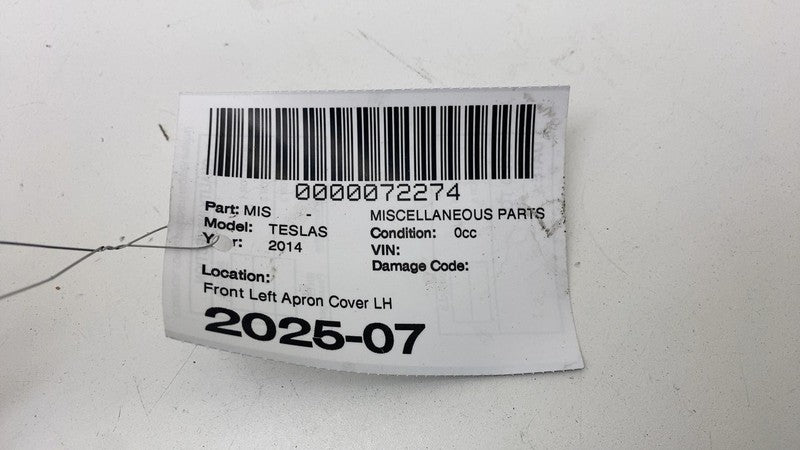 0000072274
Part: MIS - MISCELLANEOUS PARTS
Model: TESLAS Condition: 0cc
2014 VIN:
Damage Code:
Location:
Front Left Apron Cover LH
2025-07